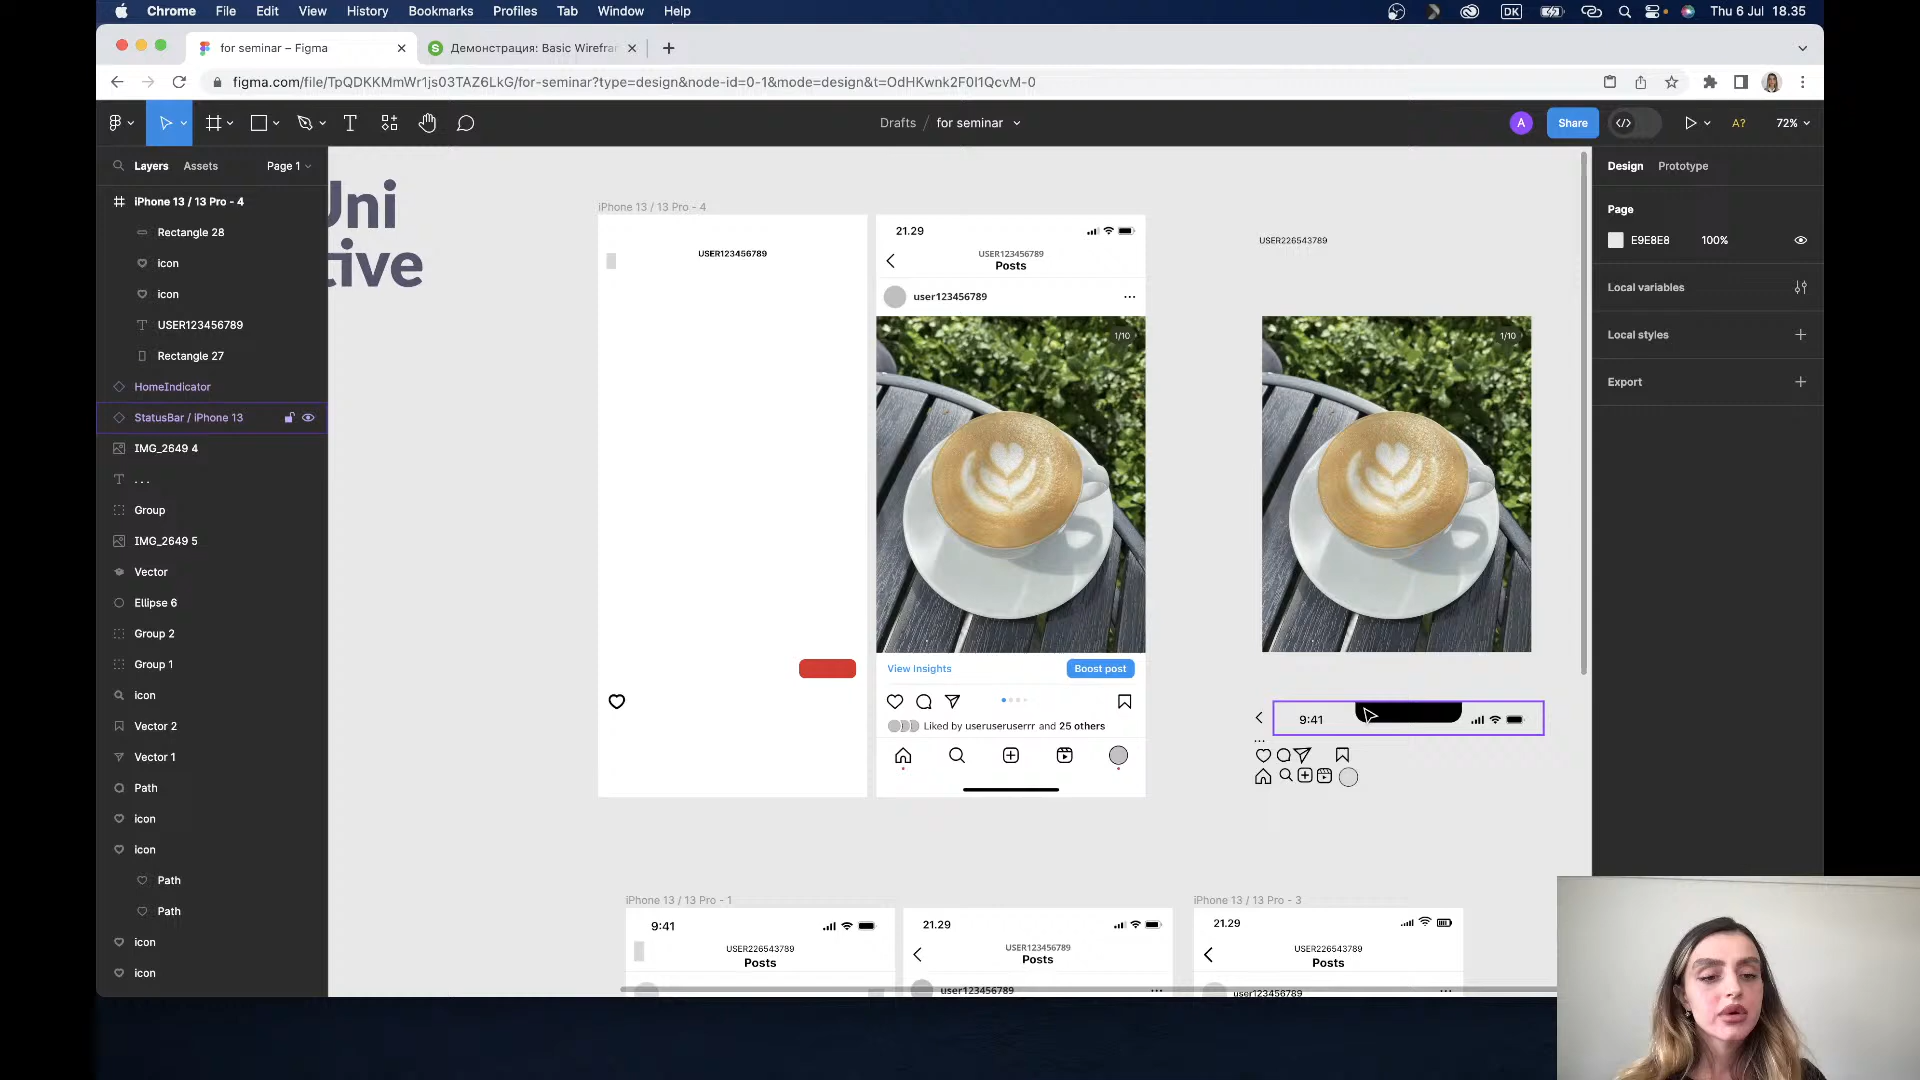 Chrome File Edit View History Bookmarks Profiles Tab Window Help DK Thu 6 Jul 18.35
for seminar – Figma
Демонстрация: Basic Wirefra
figma.com/file/TpQDKKMmWr1js03TAZ6LkG/for-seminar?type=design&node-id=0-1&mode=design&t=OdHKwnk2F0I1QcvM-0
Drafts / for seminar
A Share A? 72%
Layers Assets Page 1
iPhone 13 / 13 Pro - 4
Rectangle 28
icon
icon
USER123456789
Rectangle 27
HomeIndicator
StatusBar / iPhone 13
IMG_2649 4
. . .
Group
IMG_2649 5
Vector
Ellipse 6
Group 2
Group 1
icon
Vector 2
Vector 1
Path
icon
icon
Path
Path
icon
icon
Uni
tive
iPhone 13 / 13 Pro - 4
USER123456789
21.29
USER123456789
Posts
user123456789
...
1/10
View Insights Boost post
Liked by useruseruserrr and 25 others
USER226543789
1/10
9:41
...
iPhone 13 / 13 Pro - 1
9:41
USER226543789
Posts
21.29
USER123456789
Posts
user123456789
...
iPhone 13 / 13 Pro - 3
21.29
USER226543789
Posts
user123456789
...
Design Prototype
Page
E9E8E8 100%
Local variables
Local styles
Export